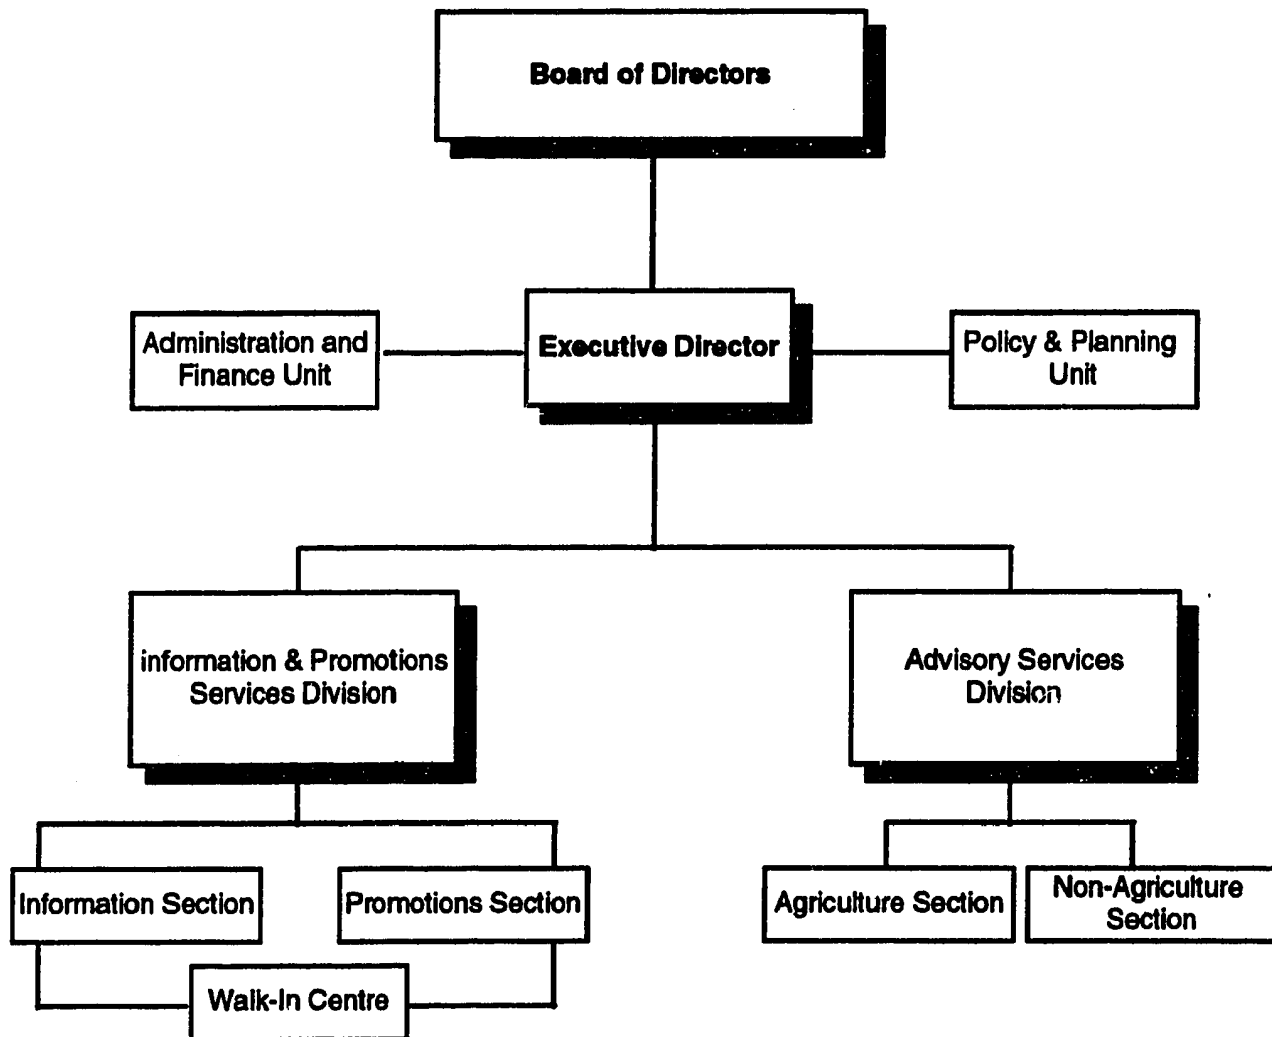 Board of Directors
Administration and
Finance Unit
Executive Director
Policy & Planning
Unit
information & Promotions
Services Division
Advisory Services
Division
Information Section
Promotions Section
Agriculture Section
Non-Agriculture
Section
Walk-In Centre